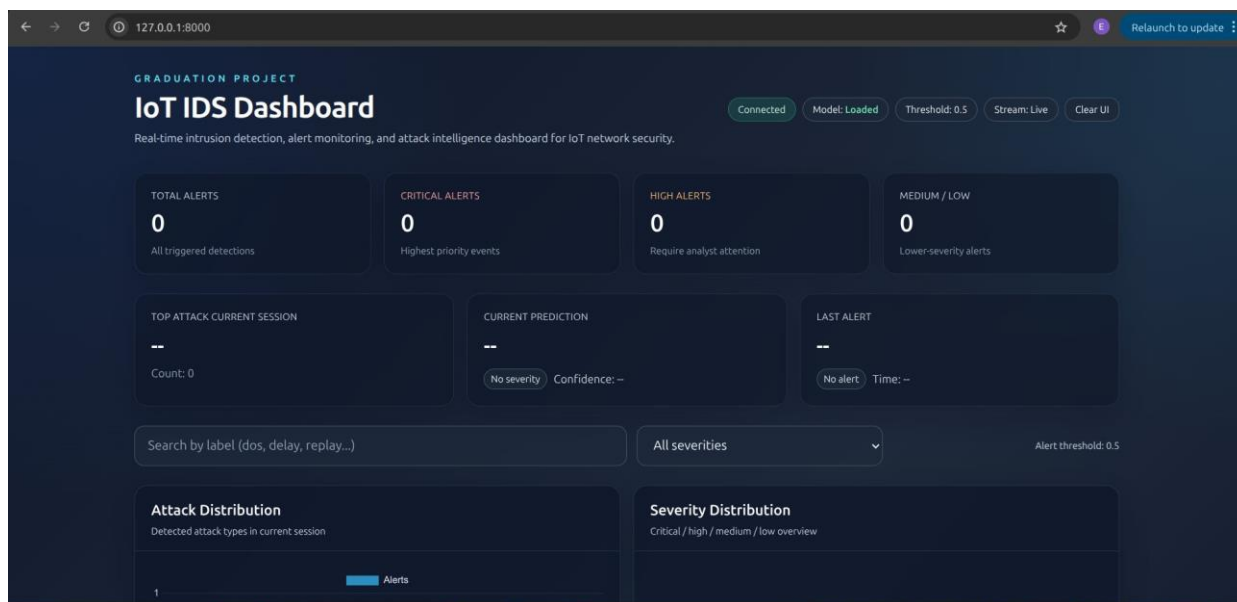 127.0.0.1:8000
E
Relaunch to update
GRADUATION PROJECT
IoT IDS Dashboard
Connected
Model: Loaded
Threshold: 0.5
Stream: Live
Clear UI
Real-time intrusion detection, alert monitoring, and attack intelligence dashboard for IoT network security.
TOTAL ALERTS
0
All triggered detections
CRITICAL ALERTS
0
Highest priority events
HIGH ALERTS
0
Require analyst attention
MEDIUM / LOW
0
Lower-severity alerts
TOP ATTACK CURRENT SESSION
--
Count: 0
CURRENT PREDICTION
--
No severity Confidence: --
LAST ALERT
--
No alert Time: --
Search by label (dos, delay, replay...)
All severities
Alert threshold: 0.5
Attack Distribution
Detected attack types in current session
Alerts
1
Severity Distribution
Critical / high / medium / low overview